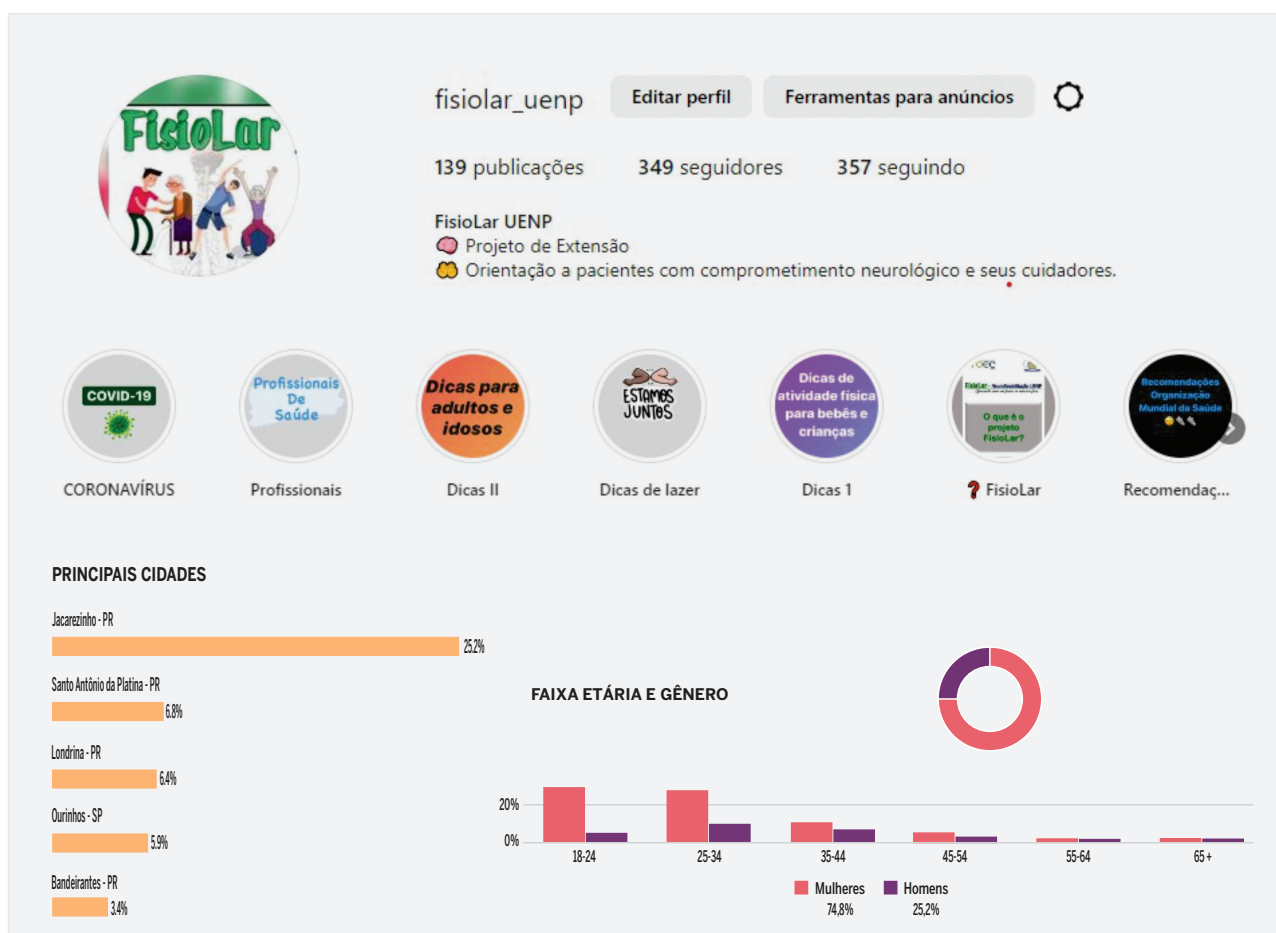 FisioLar
fisiolar_uenp
Editar perfil
Ferramentas para anúncios
139 publicações
349 seguidores
357 seguindo
FisioLar UENP
Projeto de Extensão
Orientação a pacientes com comprometimento neurológico e seus cuidadores.
COVID-19
Profissionais
De
Saúde
Dicas para
adultos e
idosos
ESTAMOS
JUNTOS
Dicas de
atividade física
para bebês e
crianças
O que é o
projeto
FisioLar?
Recomendações
Organização
Mundial da Saúde
CORONAVÍRUS
Profissionais
Dicas II
Dicas de lazer
Dicas 1
FisioLar
Recomendaç...
PRINCIPAIS CIDADES
Jacarezinho - PR
25.2%
Santo Antônio da Platina - PR
6.8%
Londrina - PR
6.4%
Ourinhos - SP
5.9%
Bandeirantes - PR
3.4%
FAIXA ETÁRIA E GÊNERO
20%
0%
18-24
25-34
35-44
45-54
55-64
65 +
Mulheres
74,8%
Homens
25,2%